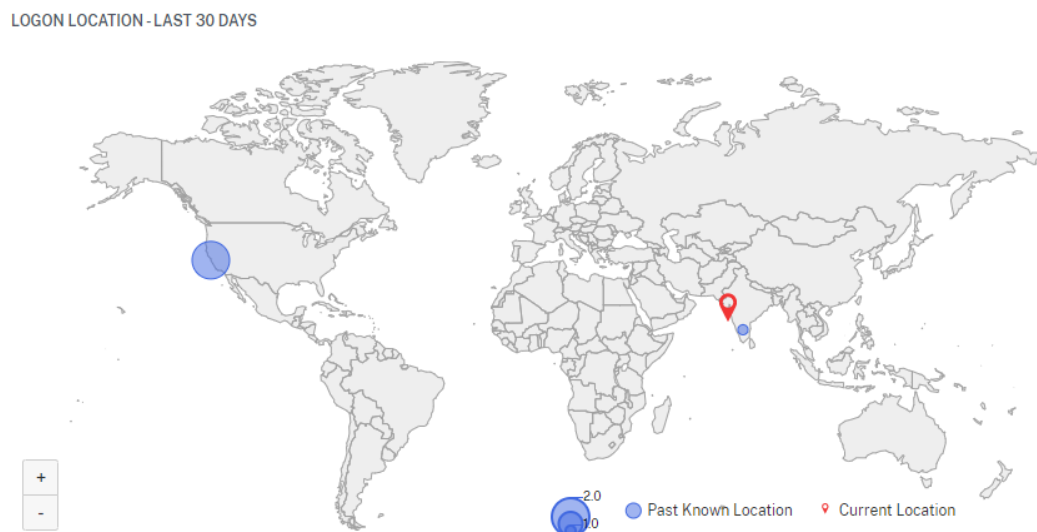 LOGON LOCATION - LAST 30 DAYS
+
-
2.0
1.0
Past Known Location
Current Location